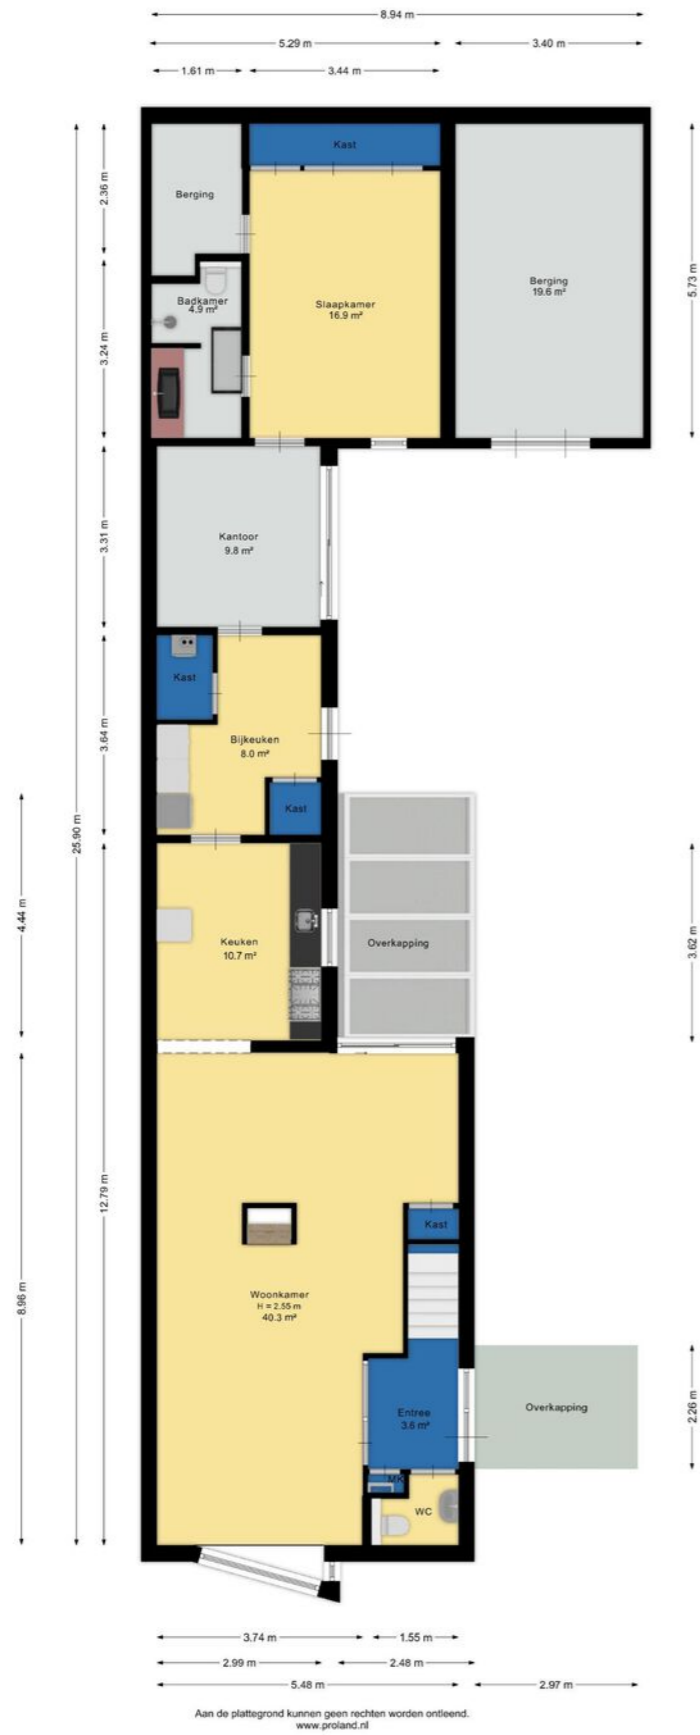 8.94 m
5.29 m
3.40 m
1.61 m
3.44 m
Kast
2.36 m
Berging
Berging
19.6 m²
5.73 m
Badkamer
4.9 m²
Slaapkamer
16.9 m²
3.24 m
3.31 m
Kantoor
9.8 m²
Kast
Bijkeuken
8.0 m²
3.64 m
Kast
25.90 m
4.44 m
Keuken
10.7 m²
Overkapping
3.62 m
12.79 m
Kast
8.96 m
Woonkamer
H = 2.55 m
40.3 m²
Entree
3.6 m²
Overkapping
2.26 m
MK
WC
3.74 m
1.55 m
2.99 m
2.48 m
5.48 m
2.97 m
Aan de plattegrond kunnen geen rechten worden ontleend.
www.proland.nl